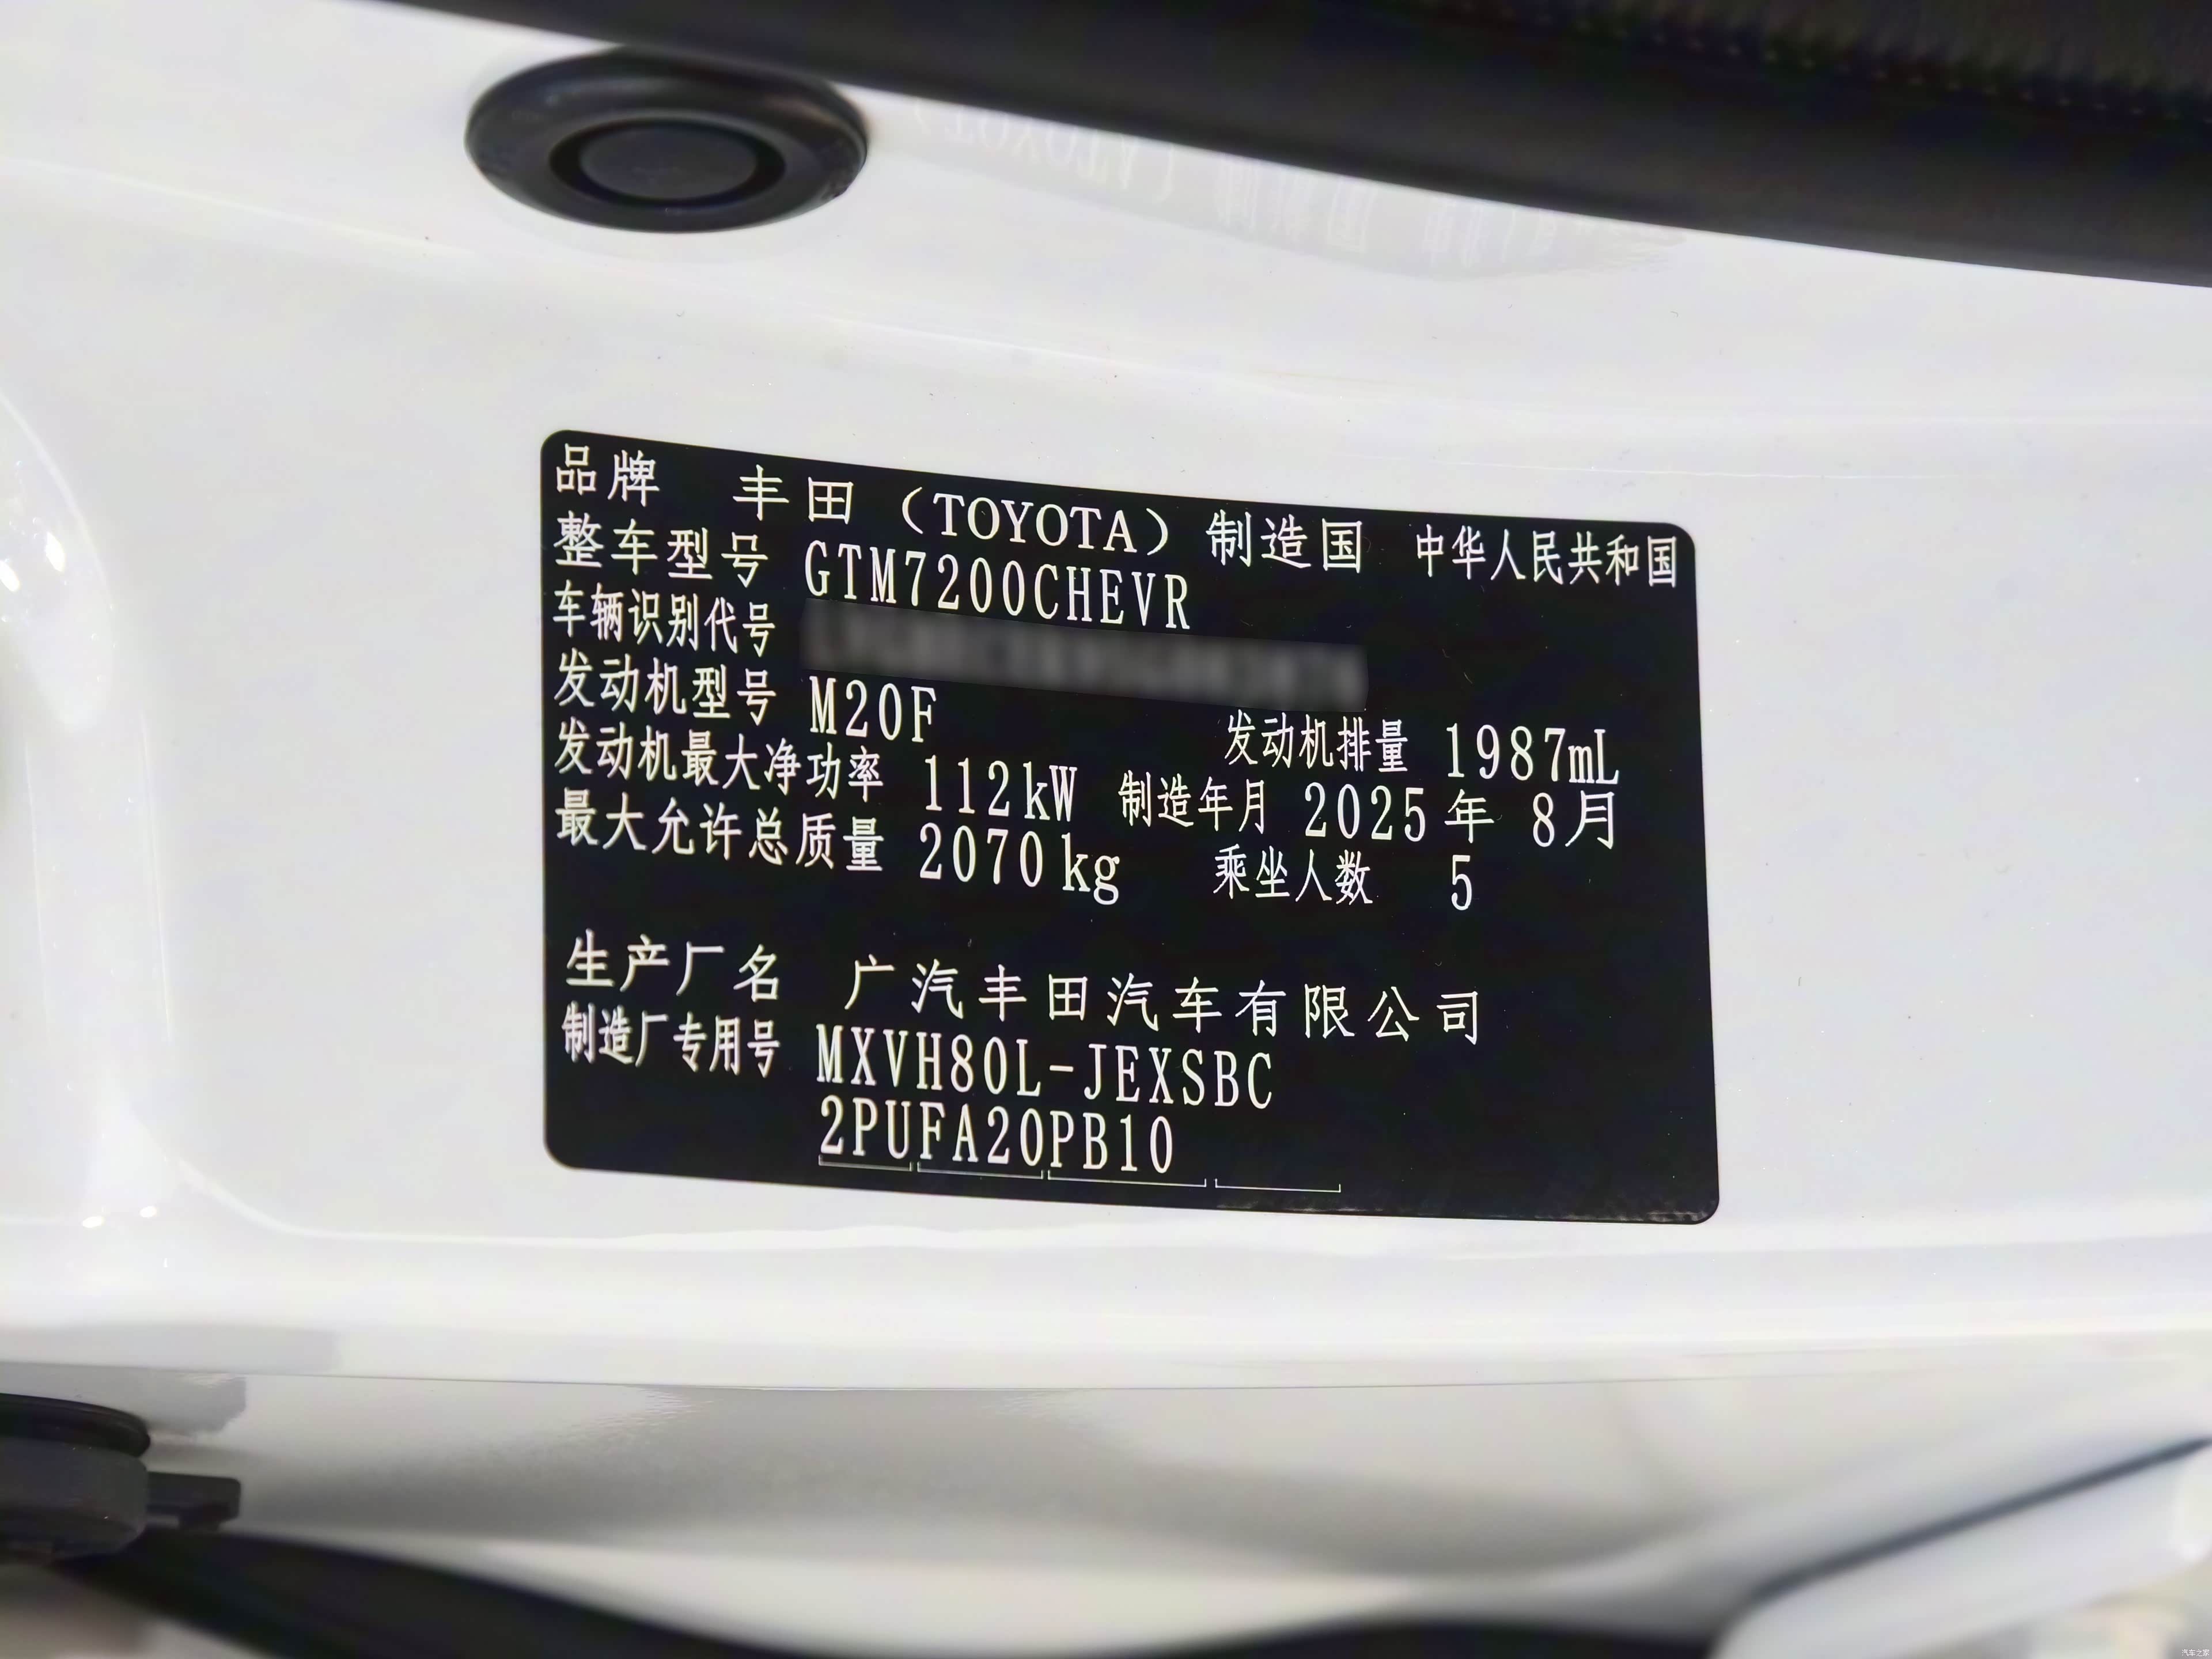 品牌 丰田（TOYOTA）制造国 中华人民共和国
整车型号 GTM7200CHEVR
车辆识别代号
发动机型号 M20F 发动机排量 1987mL
发动机最大净功率 112kW 制造年月 2025年 8月
最大允许总质量 2070kg 乘坐人数 5
生产厂名 广汽丰田汽车有限公司
制造厂专用号 MXVH80L-JEXSBC
2PUFA20PB10
汽车之家